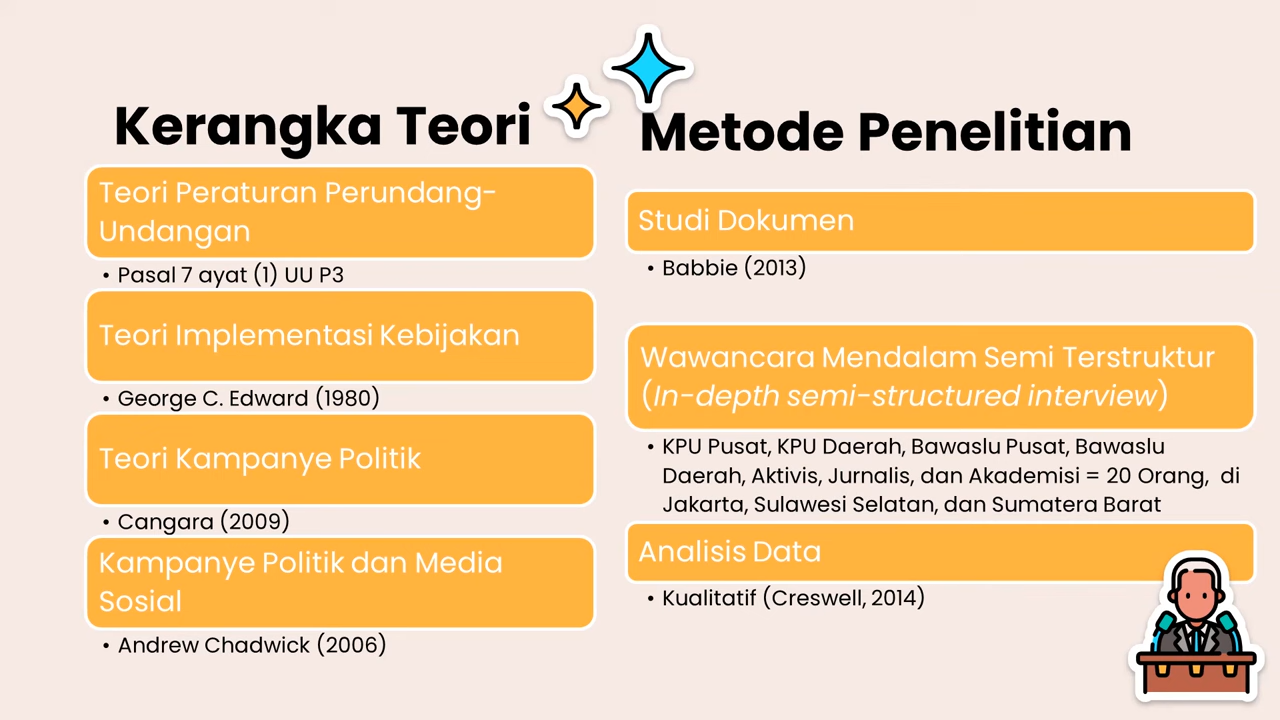 Kerangka Teori
Teori Peraturan Perundang-
Undangan
• Pasal 7 ayat (1) UU P3
Teori Implementasi Kebijakan
• George C. Edward (1980)
Teori Kampanye Politik
• Cangara (2009)
Kampanye Politik dan Media
Sosial
• Andrew Chadwick (2006)
Metode Penelitian
Studi Dokumen
• Babbie (2013)
Wawancara Mendalam Semi Terstruktur
(In-depth semi-structured interview)
• KPU Pusat, KPU Daerah, Bawaslu Pusat, Bawaslu
Daerah, Aktivis, Jurnalis, dan Akademisi = 20 Orang, di
Jakarta, Sulawesi Selatan, dan Sumatera Barat
Analisis Data
• Kualitatif (Creswell, 2014)